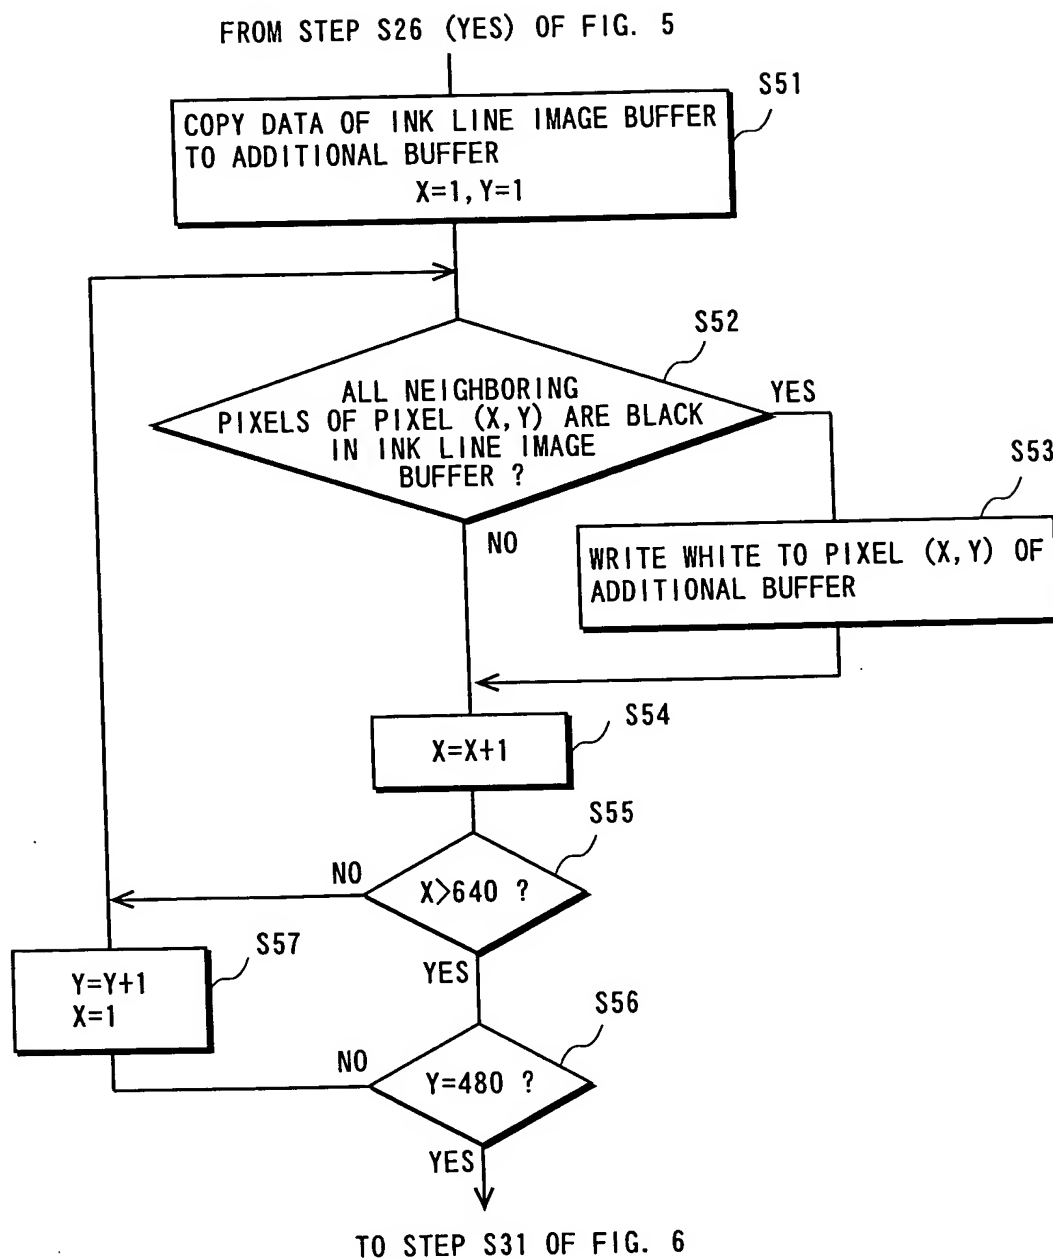 FROM STEP S26 (YES) OF FIG. 5
S51
COPY DATA OF INK LINE IMAGE BUFFER
TO ADDITIONAL BUFFER
X=1, Y=1
S52
ALL NEIGHBORING
PIXELS OF PIXEL (X, Y) ARE BLACK
IN INK LINE IMAGE
BUFFER ?
YES
S53
NO
WRITE WHITE TO PIXEL (X, Y) OF
ADDITIONAL BUFFER
S54
X=X+1
S55
NO
X>640 ?
YES
S57
Y=Y+1
X=1
S56
NO
Y=480 ?
YES
TO STEP S31 OF FIG. 6